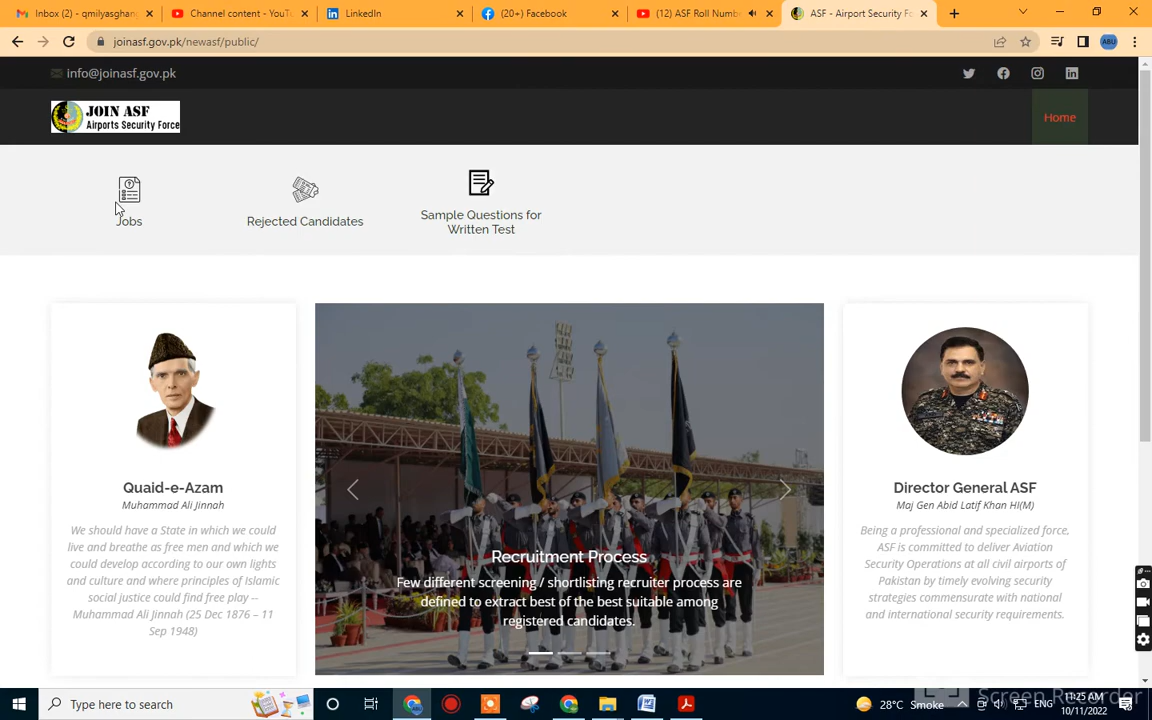 Inbox (2) - qmilyasghan
Channel content - YouTu
LinkedIn
(20+) Facebook
(12) ASF Roll Numb
ASF - Airport Security Fo
joinasf.gov.pk/newasf/public/
ABU
info@joinasf.gov.pk
JOIN ASF
Airports Security Force
Home
Jobs
Rejected Candidates
Sample Questions for
Written Test
Quaid-e-Azam
Muhammad Ali Jinnah
We should have a State in which we could
live and breathe as free men and which we
could develop according to our own lights
and culture and where principles of Islamic
social justice could find free play --
Muhammad Ali Jinnah (25 Dec 1876 – 11
Sep 1948)
Recruitment Process
Few different screening / shortlisting recruiter process are
defined to extract best of the best suitable among
registered candidates.
Director General ASF
Maj Gen Abid Latif Khan HI(M)
Being a professional and specialized force,
ASF is committed to deliver Aviation
Security Operations at all civil airports of
Pakistan by timely evolving security
strategies commensurate with national
and international security requirements.
Type here to search
28°C Smoke
ENG
11:25 AM
10/11/2022
Screen Recorder